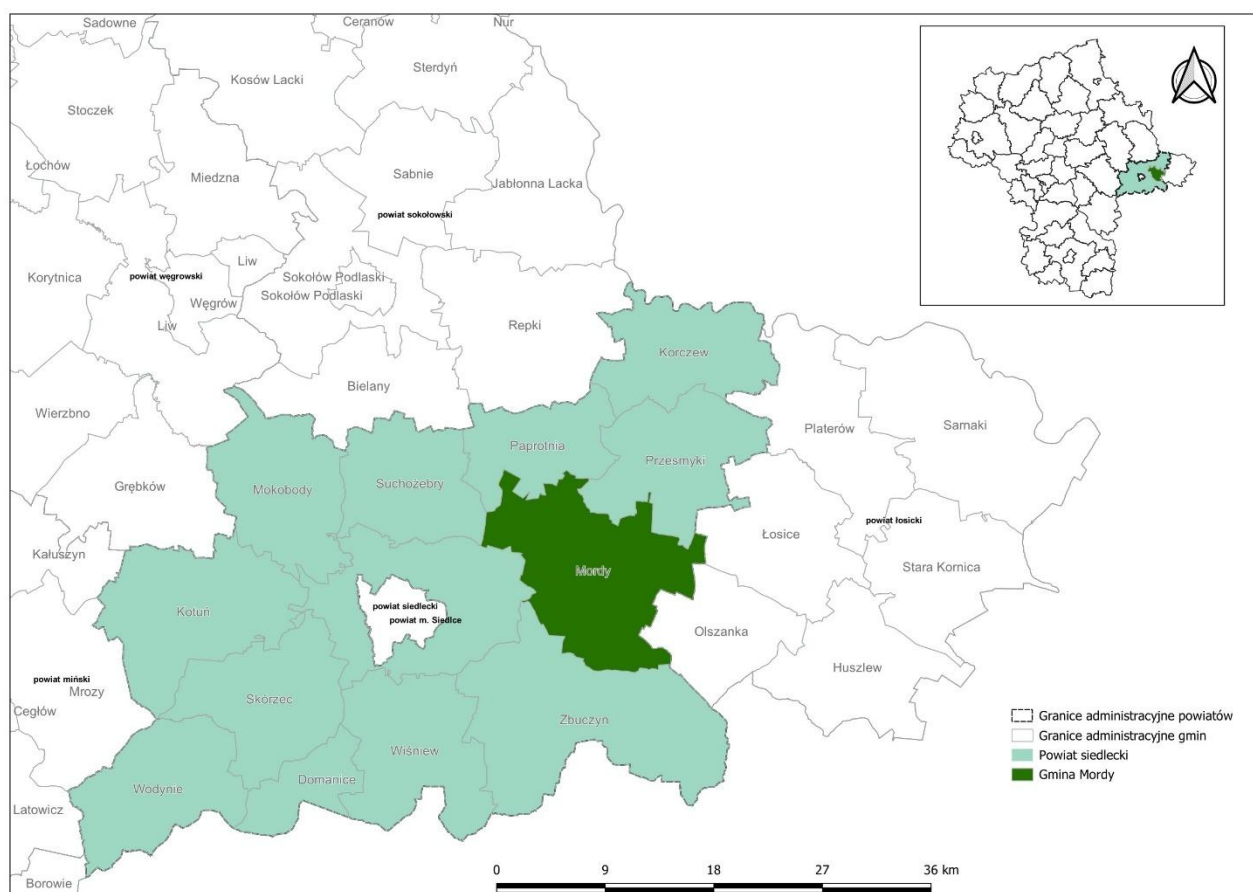 Sadowne
Ceranów
Nur
Kosów Lacki
Sterdyń
Stoczek
Łochów
Miedzna
Sabnie
Jabłonna Lacka
powiat sokołowski
Korytnica
powiat węgrowski
Liw
Sokołów Podlaski
Sokołów Podlaski
Węgrów
Liw
Repki
Korczew
Bielany
Wierzbno
Platerów
Sarnaki
Paprotnia
Przesmyki
Grębków
Mokobody
Suchożebry
powiat łosicki
Łosice
Kałuszyn
Stara Kornica
Mordy
powiat siedlecki
powiat m. Siedlce
Kotuń
Olszanka
Huszlew
powiat miński
Mrozy
Cegłów
Skórzec
Zbuczyn
Wiśniew
Domanice
Wodynie
Latowicz
Borowie
Granice administracyjne powiatów
Granice administracyjne gmin
Powiat siedlecki
Gmina Mordy
0 9 18 27 36 km